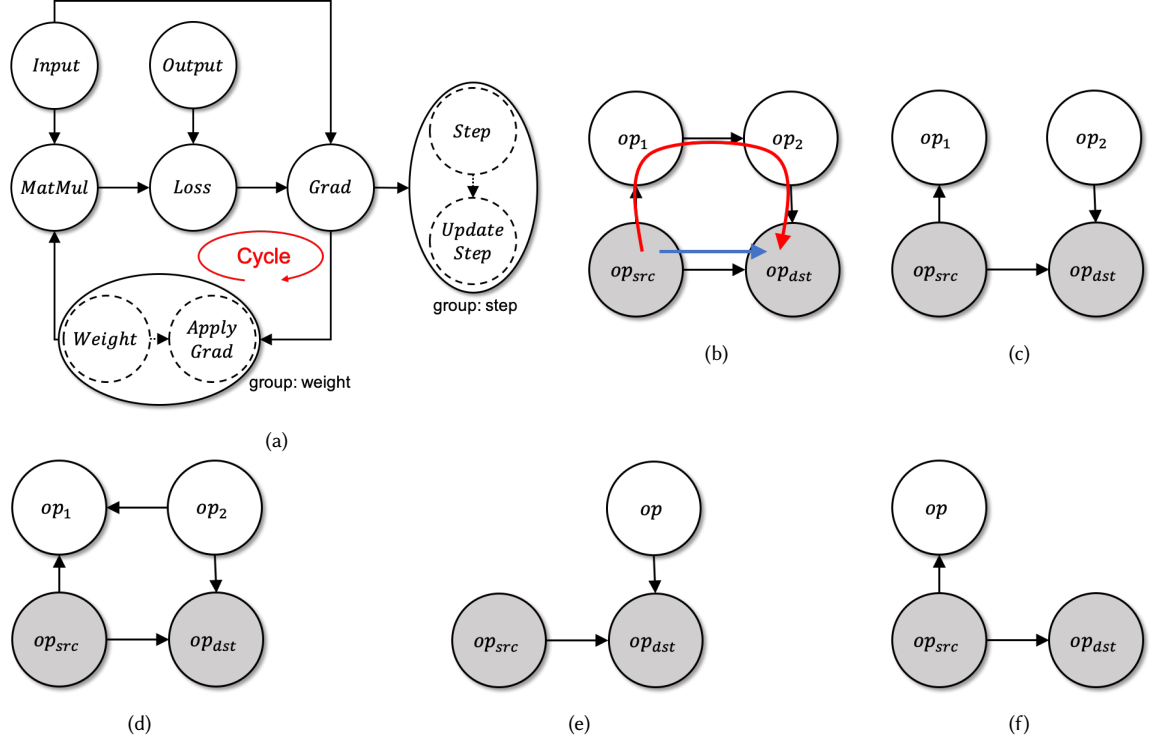 Input
Output
MatMul
Loss
Grad
Step
Update
Step
Cycle
group: step
Weight
Apply
Grad
group: weight
(a)
op1
op2
opsrc
opdst
(b)
op1
op2
opsrc
opdst
(c)
op1
op2
opsrc
opdst
(d)
op
opsrc
opdst
(e)
op
opsrc
opdst
(f)